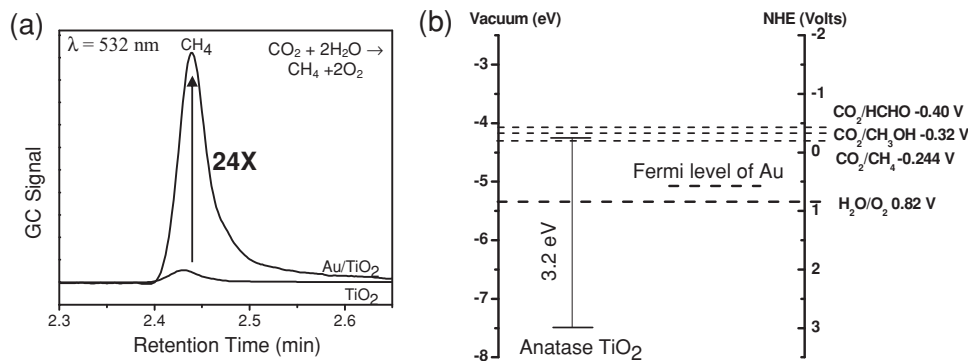 (a)
λ = 532 nm
CH₄
CO₂ + 2H₂O →
CH₄ +2O₂
24X
GC Signal
Au/TiO₂
TiO₂
2.3 2.4 2.5 2.6
Retention Time (min)
(b)
Vacuum (eV) NHE (Volts)
-3
-4
-5
-6
-7
-8
-2
-1
0
1
2
3
CO₂/HCHO -0.40 V
CO₂/CH₃OH -0.32 V
CO₂/CH₄ -0.244 V
Fermi level of Au
H₂O/O₂ 0.82 V
3.2 eV
Anatase TiO₂